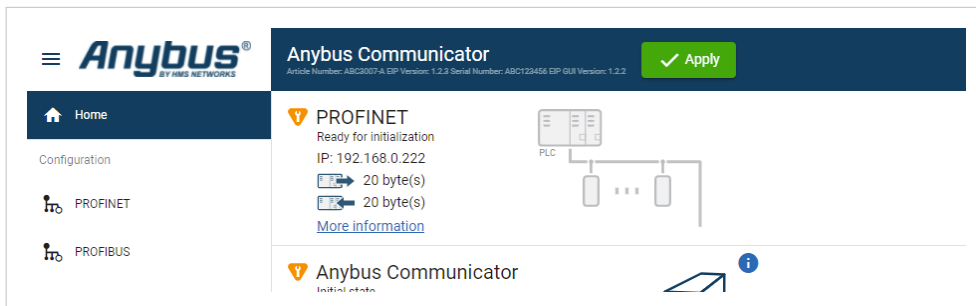 Anybus®
BY HMS NETWORKS
Anybus Communicator
Article Number: ABC3007-A EIP Version: 1.2.3 Serial Number: ABC123456 EIP GUI Version: 1.2.2
Apply
Home
Configuration
PROFINET
PROFIBUS
PROFINET
Ready for initialization
IP: 192.168.0.222
20 byte(s)
20 byte(s)
More information
PLC
Anybus Communicator
Initial state